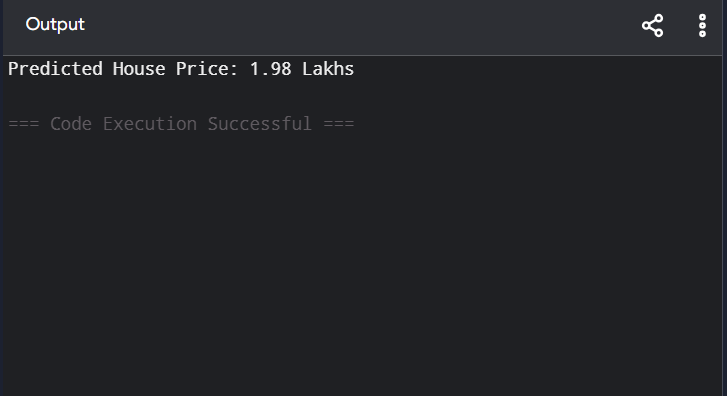 Output
Predicted House Price: 1.98 Lakhs
=== Code Execution Successful ===